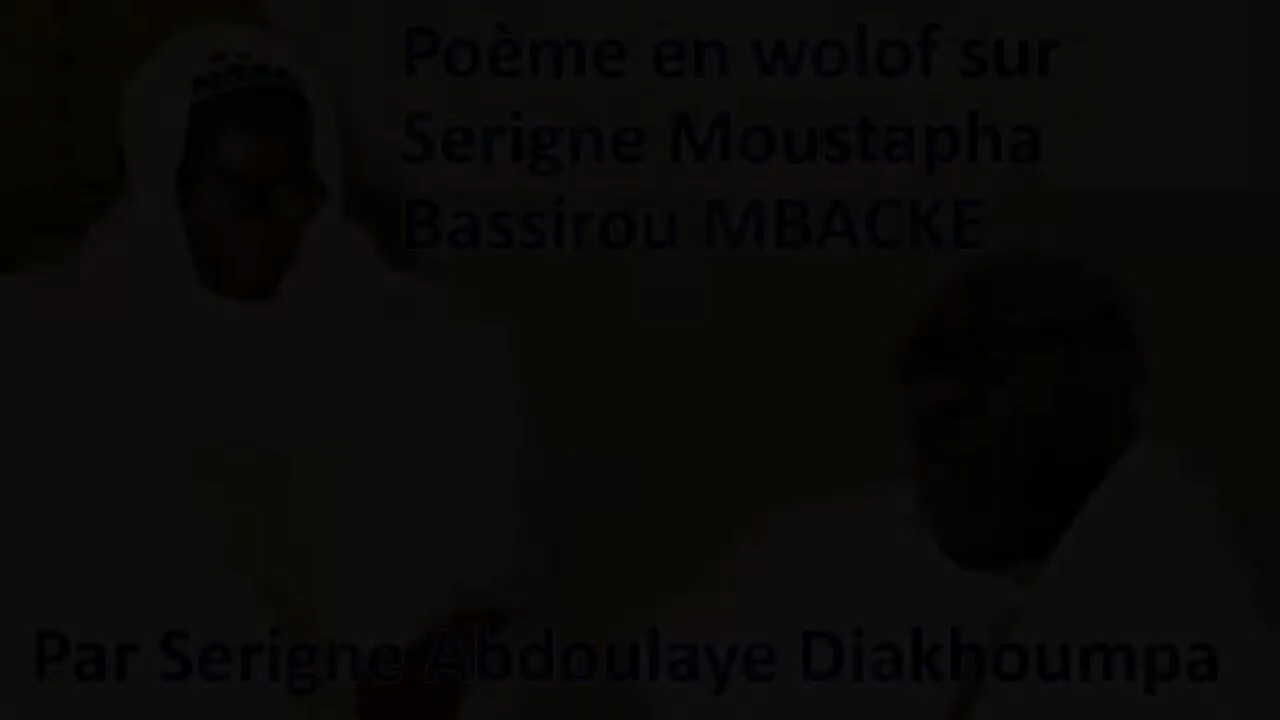 Poème en wolof sur
Serigne Moustapha
Bassirou MBACKE
Par Serigne Abdoulaye Diakhoumpa